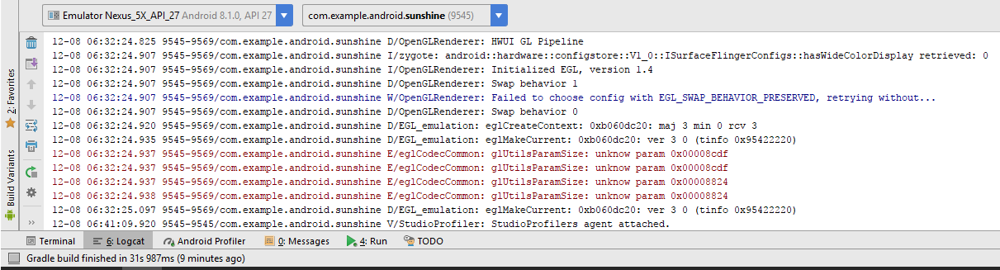 Emulator Nexus_5X_API_27 Android 8.1.0, API 27
com.example.android.sunshine (9545)
12-08 06:32:24.825 9545-9569/com.example.android.sunshine D/OpenGLRenderer: HWUI GL Pipeline
12-08 06:32:24.907 9545-9569/com.example.android.sunshine I/zygote: android::hardware::configstore::V1_0::ISurfaceFlingerConfigs::hasWideColorDisplay retrieved: 0
12-08 06:32:24.907 9545-9569/com.example.android.sunshine I/OpenGLRenderer: Initialized EGL, version 1.4
12-08 06:32:24.907 9545-9569/com.example.android.sunshine D/OpenGLRenderer: Swap behavior 1
12-08 06:32:24.907 9545-9569/com.example.android.sunshine W/OpenGLRenderer: Failed to choose config with EGL_SWAP_BEHAVIOR_PRESERVED, retrying without...
12-08 06:32:24.907 9545-9569/com.example.android.sunshine D/OpenGLRenderer: Swap behavior 0
12-08 06:32:24.920 9545-9569/com.example.android.sunshine D/EGL_emulation: eglCreateContext: 0xb060dc20: maj 3 min 0 rcv 3
12-08 06:32:24.935 9545-9569/com.example.android.sunshine D/EGL_emulation: eglMakeCurrent: 0xb060dc20: ver 3 0 (tinfo 0x95422220)
12-08 06:32:24.937 9545-9569/com.example.android.sunshine E/eglCodecCommon: glUtilsParamSize: unknow param 0x00008cdf
12-08 06:32:24.937 9545-9569/com.example.android.sunshine E/eglCodecCommon: glUtilsParamSize: unknow param 0x00008cdf
12-08 06:32:24.937 9545-9569/com.example.android.sunshine E/eglCodecCommon: glUtilsParamSize: unknow param 0x00008824
12-08 06:32:24.938 9545-9569/com.example.android.sunshine E/eglCodecCommon: glUtilsParamSize: unknow param 0x00008824
12-08 06:32:25.097 9545-9569/com.example.android.sunshine D/EGL_emulation: eglMakeCurrent: 0xb060dc20: ver 3 0 (tinfo 0x95422220)
12-08 06:41:09.920 9545-9545/com.example.android.sunshine V/StudioProfiler: StudioProfilers agent attached.
2: Favorites
Build Variants
Terminal
6: Logcat
Android Profiler
0: Messages
4: Run
TODO
Gradle build finished in 31s 987ms (9 minutes ago)